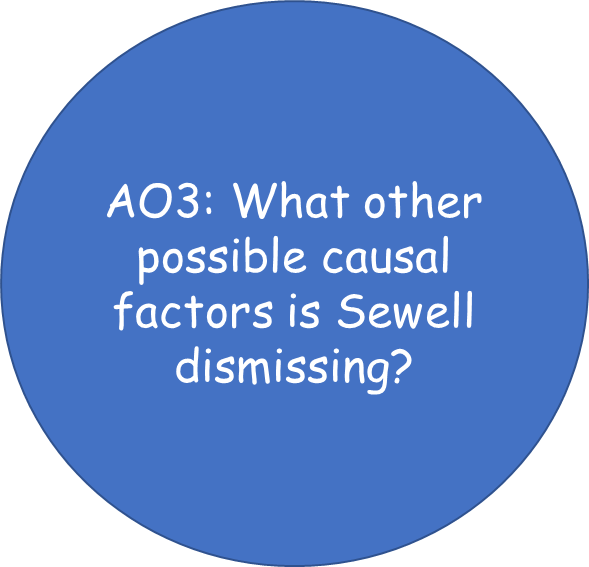 AO3: What other
possible causal
factors is Sewell
dismissing?